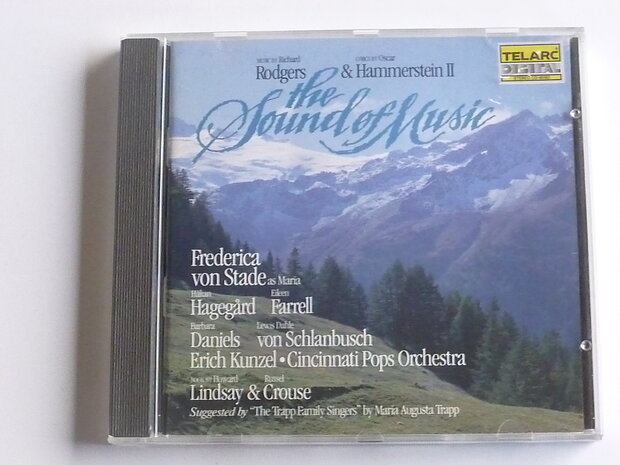 TELARC
DIGITAL
MUSIC BY Richard LYRICS BY Oscar
Rodgers & Hammerstein II
the
Sound of Music
Frederica
von Stade as Maria
Håkan Eileen
Hagegård Farrell
Barbara Lewis Dahle
Daniels von Schlanbusch
Erich Kunzel • Cincinnati Pops Orchestra
BOOK BY Howard Russel
Lindsay & Crouse
Suggested by "The Trapp Family Singers" by Maria Augusta Trapp